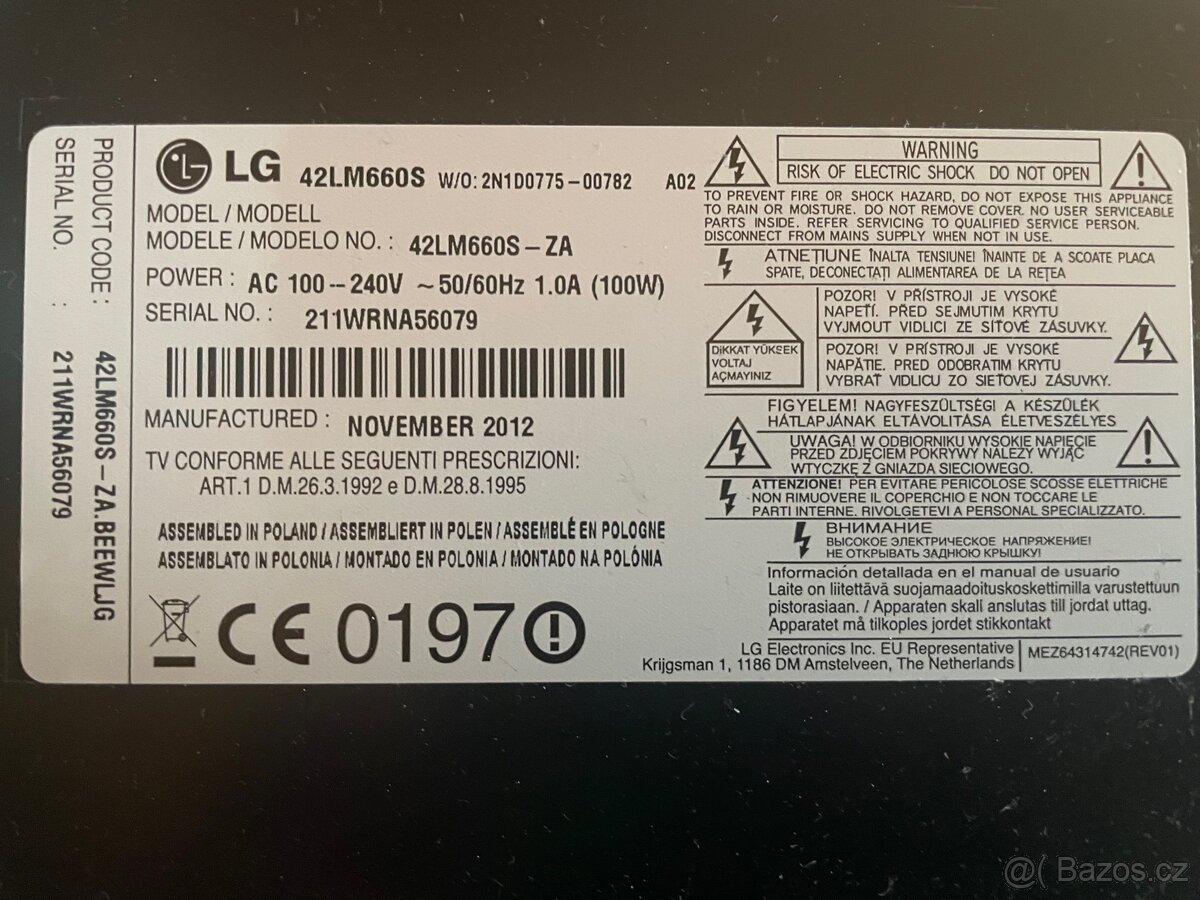 PRODUCT CODE : 42LM660S-ZA.BEEWLJG
SERIAL NO. : 211WRNA56079
LG 42LM660S W/O: 2N1D0775-00782 A02
MODEL / MODELL
MODELE / MODELO NO. : 42LM660S-ZA
POWER : AC 100--240V ~50/60Hz 1.0A (100W)
SERIAL NO. : 211WRNA56079
MANUFACTURED : NOVEMBER 2012
TV CONFORME ALLE SEGUENTI PRESCRIZIONI:
ART.1 D.M.26.3.1992 e D.M.28.8.1995
ASSEMBLED IN POLAND / ASSEMBLIERT IN POLEN / ASSEMBLÉ EN POLOGNE
ASSEMBLATO IN POLONIA / MONTADO EN POLONIA / MONTADO NA POLÓNIA
CE 0197
WARNING
RISK OF ELECTRIC SHOCK DO NOT OPEN
TO PREVENT FIRE OR SHOCK HAZARD, DO NOT EXPOSE THIS APPLIANCE
TO RAIN OR MOISTURE. DO NOT REMOVE COVER. NO USER SERVICEABLE
PARTS INSIDE. REFER SERVICING TO QUALIFIED SERVICE PERSON.
DISCONNECT FROM MAINS SUPPLY WHEN NOT IN USE.
ATNEȚIUNE ÎNALTA TENSIUNE! ÎNAINTE DE A SCOATE PLACA
SPATE, DECONECTAȚI ALIMENTAREA DE LA REȚEA
DİKKAT YÜKSEK
VOLTAJ
AÇMAYINIZ
POZOR! V PŘÍSTROJI JE VYSOKÉ
NAPETÍ. PŘED SEJMUTIM KRYTU
VYJMOUT VIDLICI ZE SÍŤOVÉ ZÁSUVKY.
POZOR! V PRÍSTROJI JE VYSOKÉ
NAPÄTIE. PRED ODOBRATIM KRYTU
VYBRAŤ VIDLICU ZO SIEŤOVEJ ZÁSUVKY.
FIGYELEM! NAGYFESZÜLTSÉGI A KÉSZÜLÉK
HÁTLAPJÁNAK ELTÁVOLÍTÁSA ÉLETVESZÉLYES
UWAGA! W ODBIORNIKU WYSOKIE NAPIĘCIE
PRZED ZDJĘCIEM POKRYWY NALEŻY WYJĄĆ
WTYCZKĘ Z GNIAZDA SIECIOWEGO.
ATTENZIONE! PER EVITARE PERICOLOSE SCOSSE ELETTRICHE
NON RIMUOVERE IL COPERCHIO E NON TOCCARE LE
PARTI INTERNE. RIVOLGETEVI A PERSONAL SPECIALIZZATO.
ВНИМАНИЕ
ВЫСОКОЕ ЭЛЕКТРИЧЕСКОЕ НАПРЯЖЕНИЕ!
НЕ ОТКРЫВАТЬ ЗАДНЮЮ КРЫШКУ!
Información detallada en el manual de usuario
Laite on liitettävä suojamaadoituskoskettimilla varustettuun
pistorasiaan. / Apparaten skall anslutas till jordat uttag.
Apparatet må tilkoples jordet stikkontakt
LG Electronics Inc. EU Representative
Krijgsman 1, 1186 DM Amstelveen, The Netherlands
MEZ64314742(REV01)
@( Bazos.cz